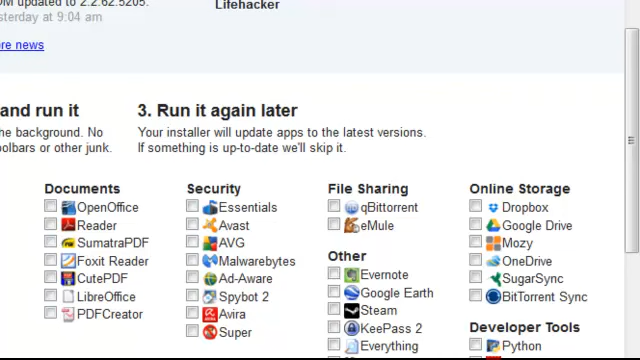 OM updated to 2.2.62.5205.
sterday at 9:04 am
Lifehacker
re news
and run it
he background. No
olbars or other junk.
3. Run it again later
Your installer will update apps to the latest versions.
If something is up-to-date we'll skip it.
Documents
OpenOffice
Reader
SumatraPDF
Foxit Reader
CutePDF
LibreOffice
PDFCreator
Security
Essentials
Avast
AVG
Malwarebytes
Ad-Aware
Spybot 2
Avira
Super
File Sharing
qBittorrent
eMule
Other
Evernote
Google Earth
Steam
KeePass 2
Everything
Online Storage
Dropbox
Google Drive
Mozy
OneDrive
SugarSync
BitTorrent Sync
Developer Tools
Python